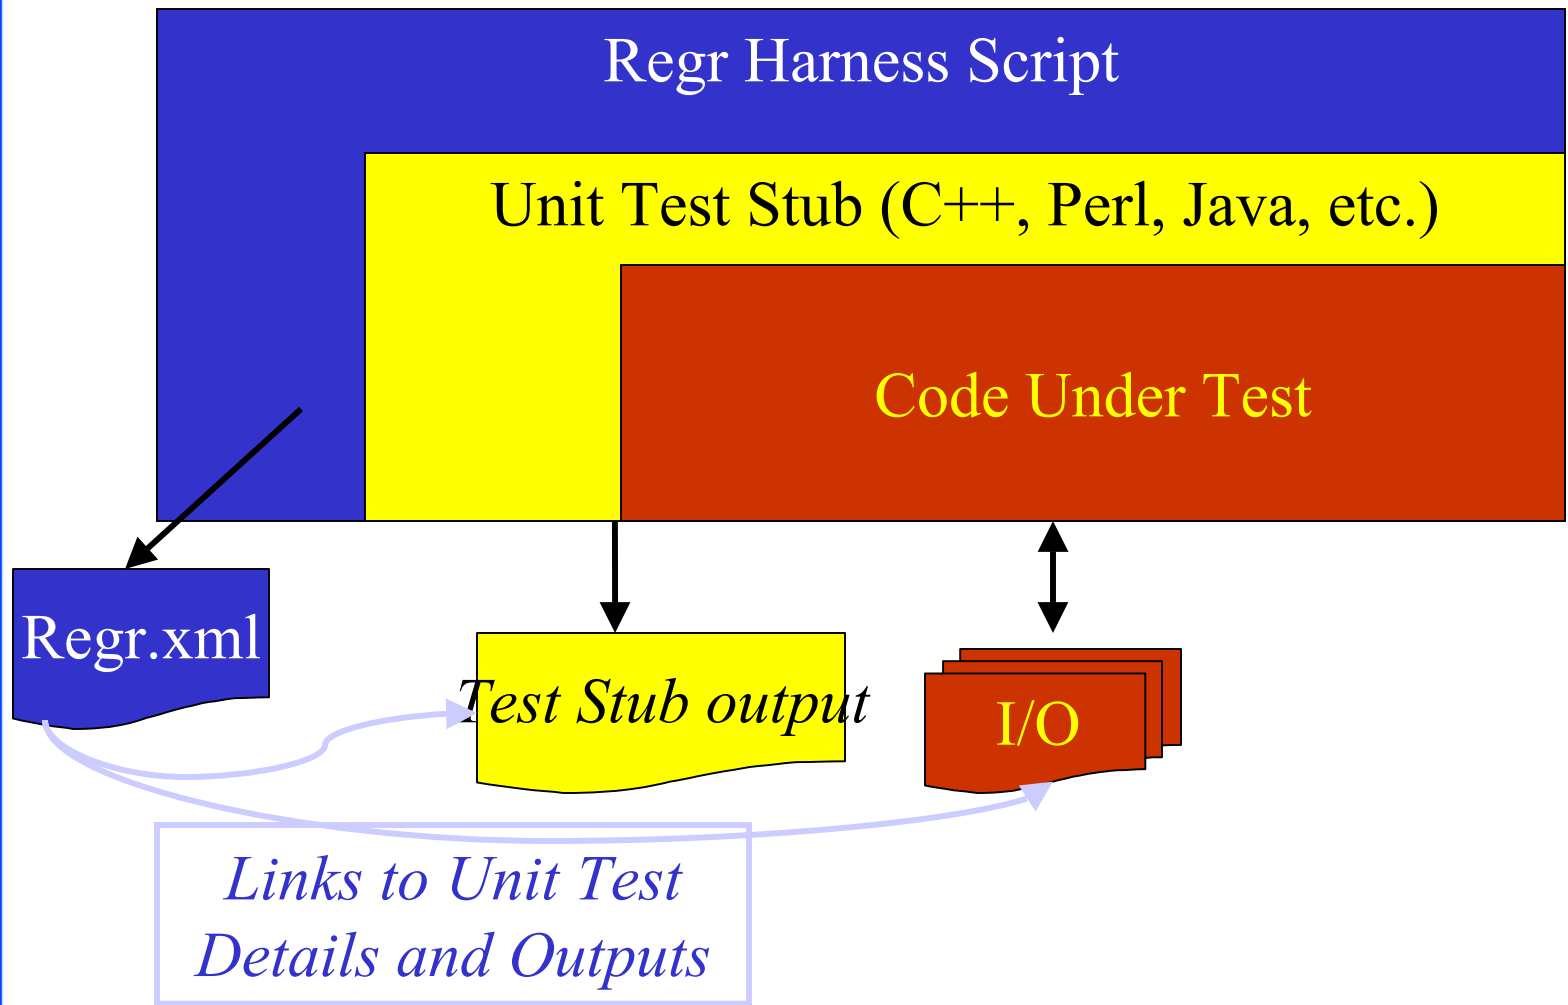 Regr Harness Script
Unit Test Stub (C++, Perl, Java, etc.)
Code Under Test
Regr.xml
Test Stub output
I/O
Links to Unit Test
Details and Outputs